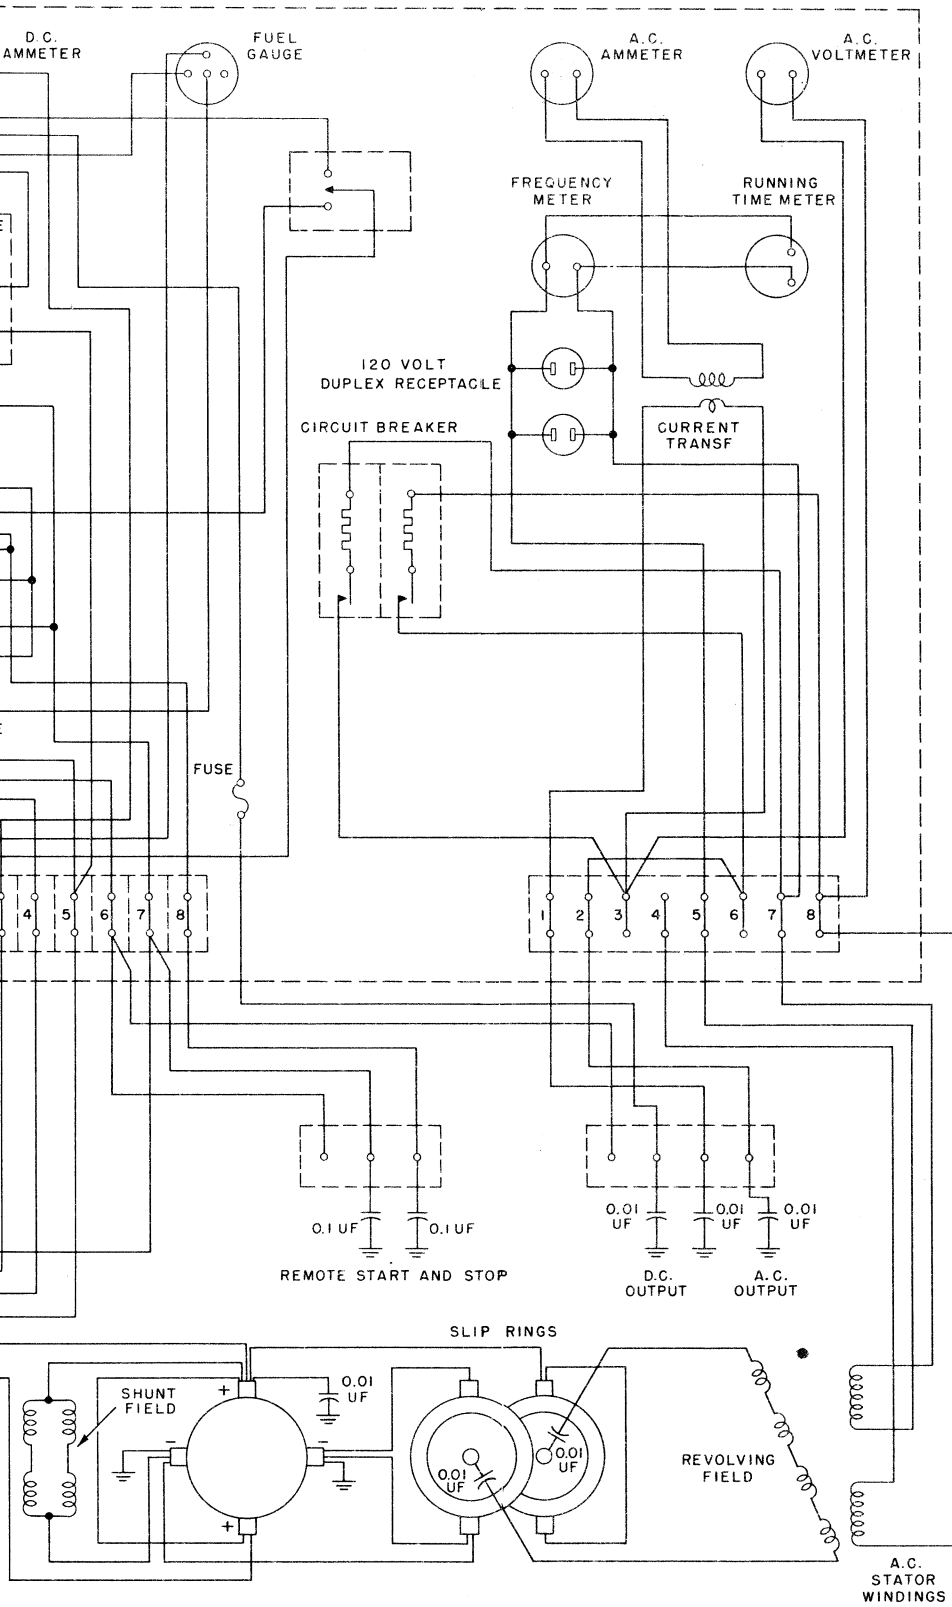 D.C.
AMMETER
FUEL
GAUGE
A.C.
AMMETER
A.C.
VOLTMETER
FREQUENCY
METER
RUNNING
TIME METER
E
120 VOLT
DUPLEX RECEPTACLE
CIRCUIT BREAKER
CURRENT
TRANSF
E
FUSE
4 5 6 7 8
1 2 3 4 5 6 7 8
0.1 UF
0.1 UF
REMOTE START AND STOP
0.01
UF
0.01
UF
0.01
UF
D.C.
OUTPUT
A.C.
OUTPUT
SLIP RINGS
SHUNT
FIELD
+
0.01
UF
-
-
+
0.01
UF
0.01
UF
REVOLVING
FIELD
A.C.
STATOR
WINDINGS